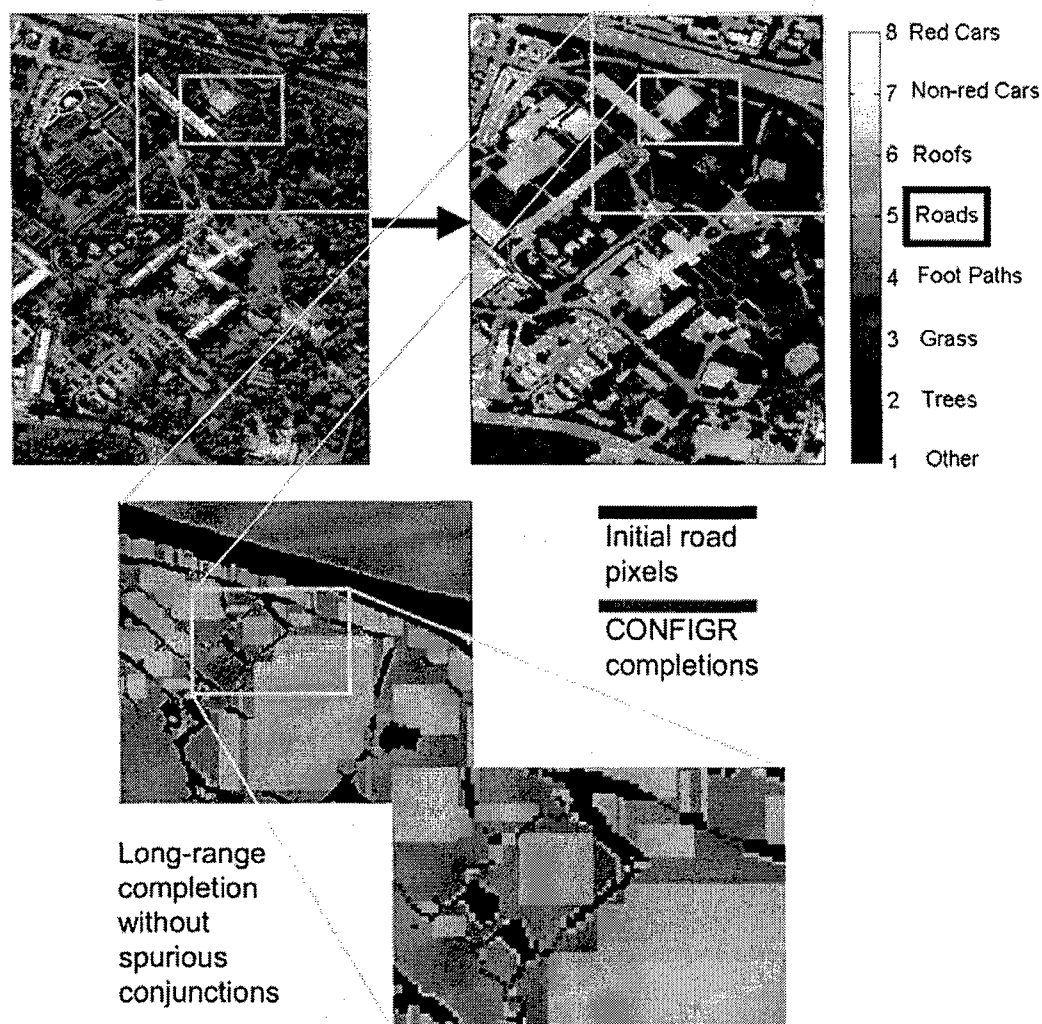 8 Red Cars
7 Non-red Cars
6 Roofs
5 Roads
4 Foot Paths
3 Grass
2 Trees
1 Other
Initial road
pixels
CONFIGR
completions
Long-range
completion
without
spurious
conjunctions